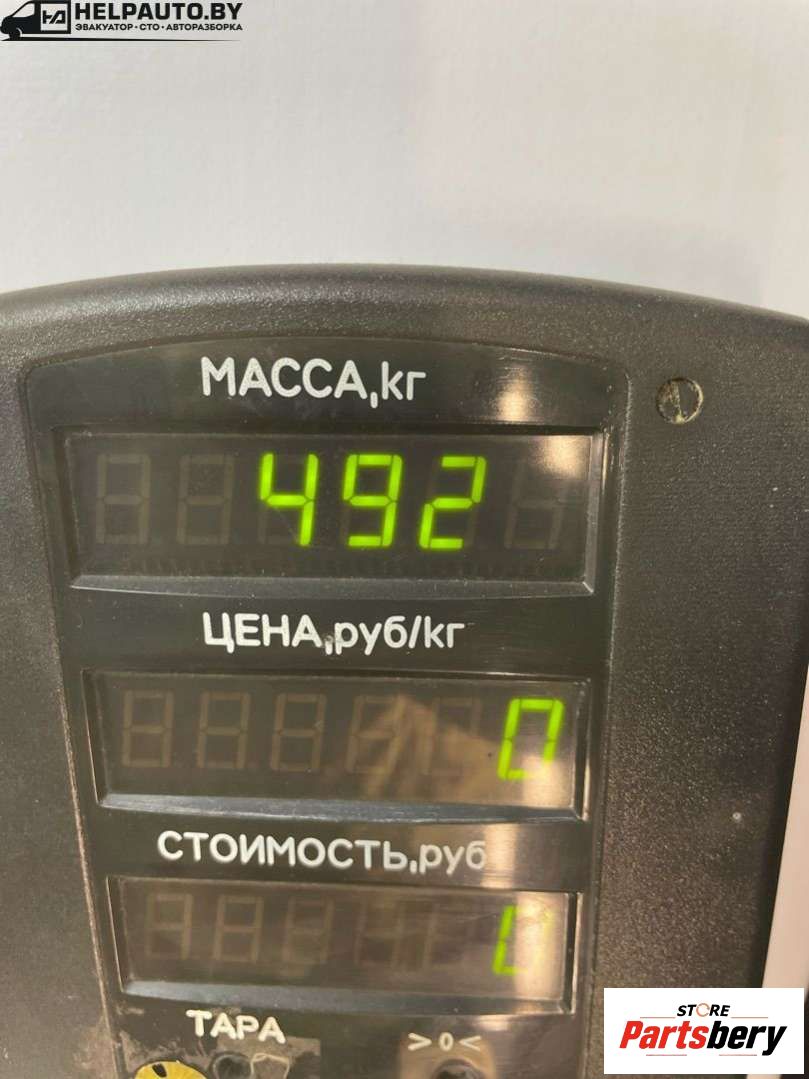 HELPAUTO.BY
ЭВАКУАТОР·СТО·АВТОРАЗБОРКА
МАССА,кг
492
ЦЕНА,руб/кг
0
СТОИМОСТЬ,руб
0
ТАРА
>0<
STORE
Partsbery